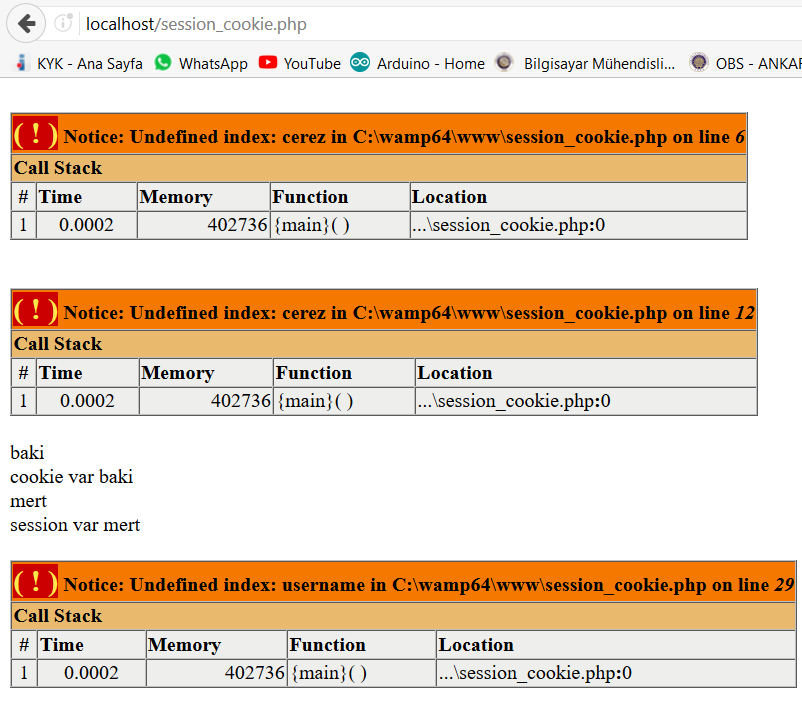 localhost/session_cookie.php
KYK - Ana Sayfa WhatsApp YouTube Arduino - Home Bilgisayar Mühendisli... OBS - ANKAR
( ! ) Notice: Undefined index: cerez in C:\wamp64\www\session_cookie.php on line 6
Call Stack
# Time Memory Function Location
1 0.0002 402736 {main}( ) ...\session_cookie.php:0
( ! ) Notice: Undefined index: cerez in C:\wamp64\www\session_cookie.php on line 12
Call Stack
# Time Memory Function Location
1 0.0002 402736 {main}( ) ...\session_cookie.php:0
baki
cookie var baki
mert
session var mert
( ! ) Notice: Undefined index: username in C:\wamp64\www\session_cookie.php on line 29
Call Stack
# Time Memory Function Location
1 0.0002 402736 {main}( ) ...\session_cookie.php:0